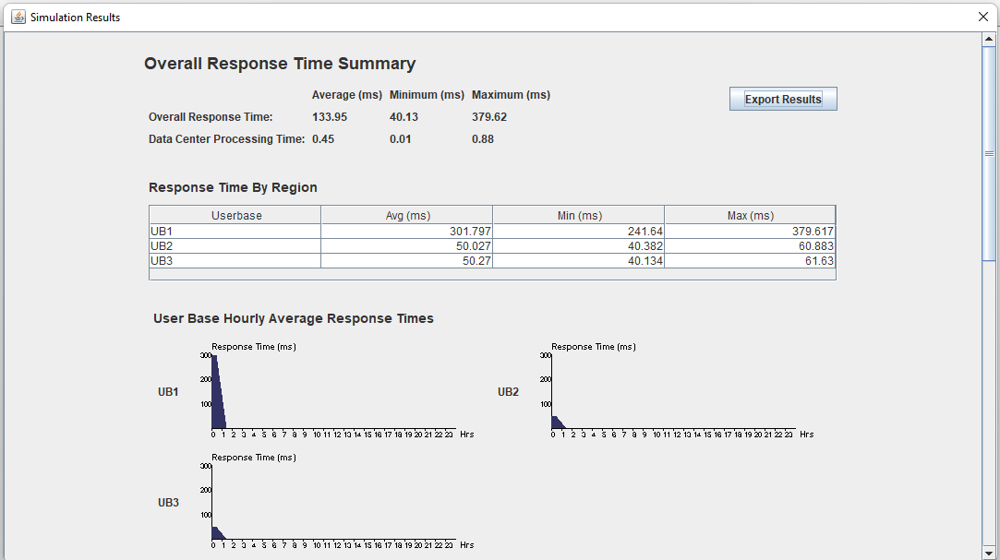 Simulation Results
Overall Response Time Summary
Average (ms) Minimum (ms) Maximum (ms)
Export Results
Overall Response Time: 133.95 40.13 379.62
Data Center Processing Time: 0.45 0.01 0.88
Response Time By Region
Userbase Avg (ms) Min (ms) Max (ms)
UB1 301.797 241.64 379.617
UB2 50.027 40.382 60.883
UB3 50.27 40.134 61.63
User Base Hourly Average Response Times
Response Time (ms)
300
200
UB1
100
0 1 2 3 4 5 6 7 8 9 10 11 12 13 14 15 16 17 18 19 20 21 22 23 Hrs
Response Time (ms)
300
200
UB2
100
0 1 2 3 4 5 6 7 8 9 10 11 12 13 14 15 16 17 18 19 20 21 22 23 Hrs
Response Time (ms)
300
200
UB3
100
0 1 2 3 4 5 6 7 8 9 10 11 12 13 14 15 16 17 18 19 20 21 22 23 Hrs